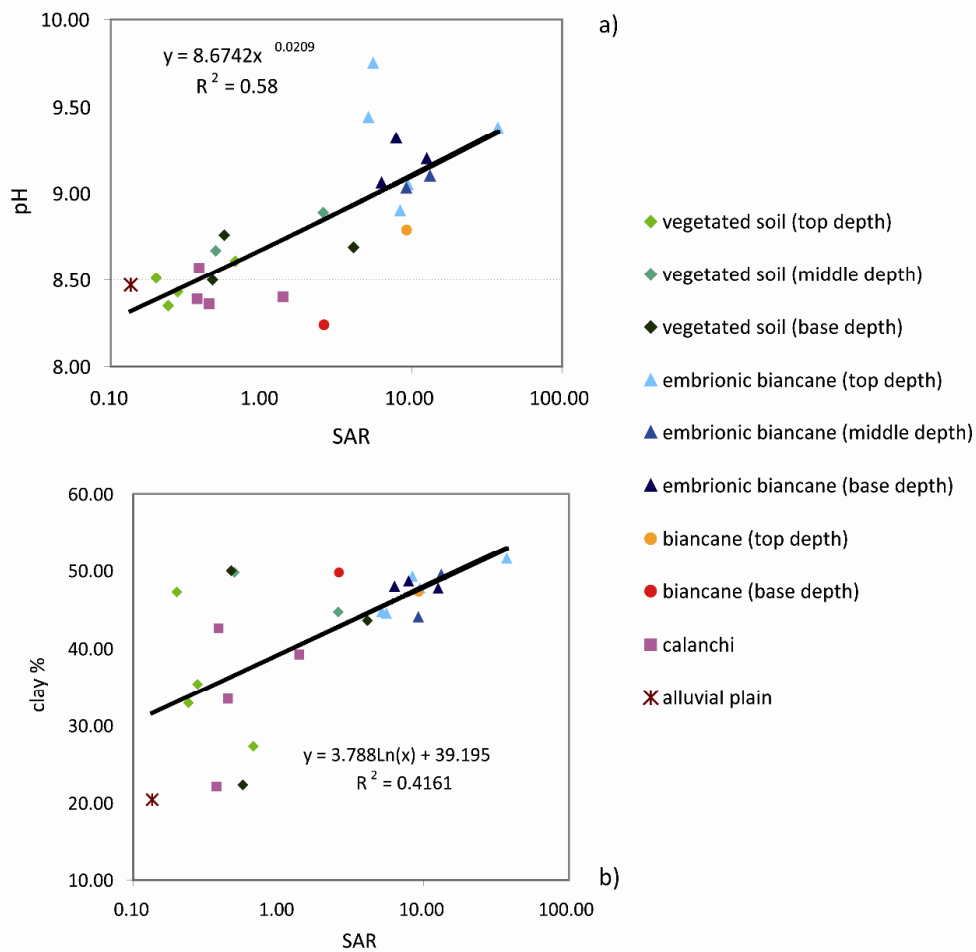 a)
10.00
9.50
9.00
8.50
8.00
pH
y = 8.6742x 0.0209
R 2 = 0.58
0.10 1.00 10.00 100.00
SAR
vegetated soil (top depth)
vegetated soil (middle depth)
vegetated soil (base depth)
embrionic biancane (top depth)
embrionic biancane (middle depth)
embrionic biancane (base depth)
biancane (top depth)
biancane (base depth)
calanchi
alluvial plain
60.00
50.00
40.00
30.00
20.00
10.00
clay %
y = 3.788Ln(x) + 39.195
R 2 = 0.4161
b)
0.10 1.00 10.00 100.00
SAR